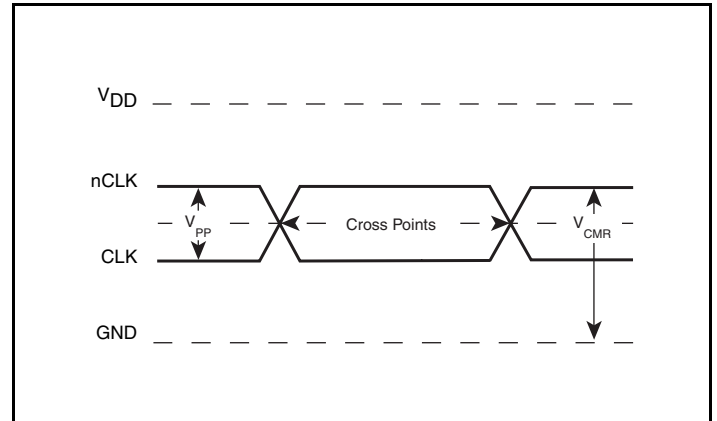 VDD
nCLK
VPP
Cross Points
VCMR
CLK
GND